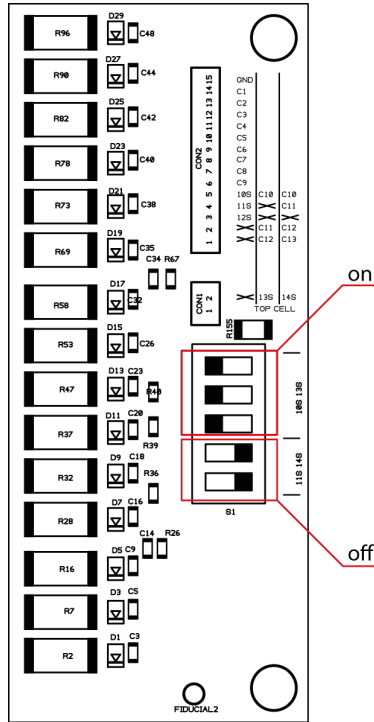 D29
R96
C48
D27
R90
C44
D25
R82
C42
D23
R78
C40
D21
R73
C38
D19
R69
C35
C34 R67
D17
R58
C32
D15
R53
C26
D13 C23
R47
R40
D11 C20
R37
R39
D9 C18
R32
R36
D7 C16
R28
C14 R26
D5 C9
R16
D3 C5
R7
D1 C3
R2
CON2
1 2 3 4 5 6 7 8 9 10 11 12 13 14 15
GND
C1
C2
C3
C4
C5
C6
C7
C8
C9
10S C10 C10
11S C11
12S
C11 C12
C12 C13
13S 14S
TOP CELL
CON1
1 2
R155
on
10S 13S
11S 14S
off
S1
FIDUCIAL2